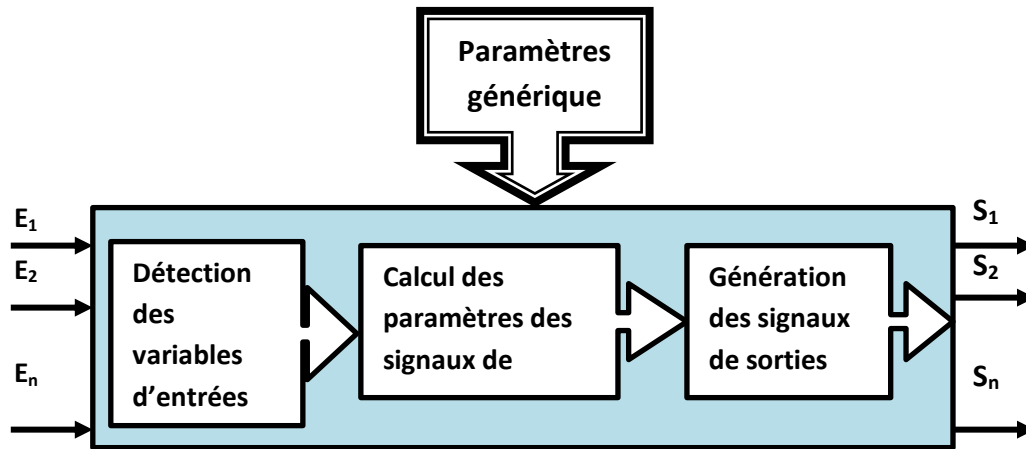 Paramètres
générique
E1
E2
En
Détection
des
variables
d’entrées
Calcul des
paramètres des
signaux de
Génération
des signaux
de sorties
S1
S2
Sn